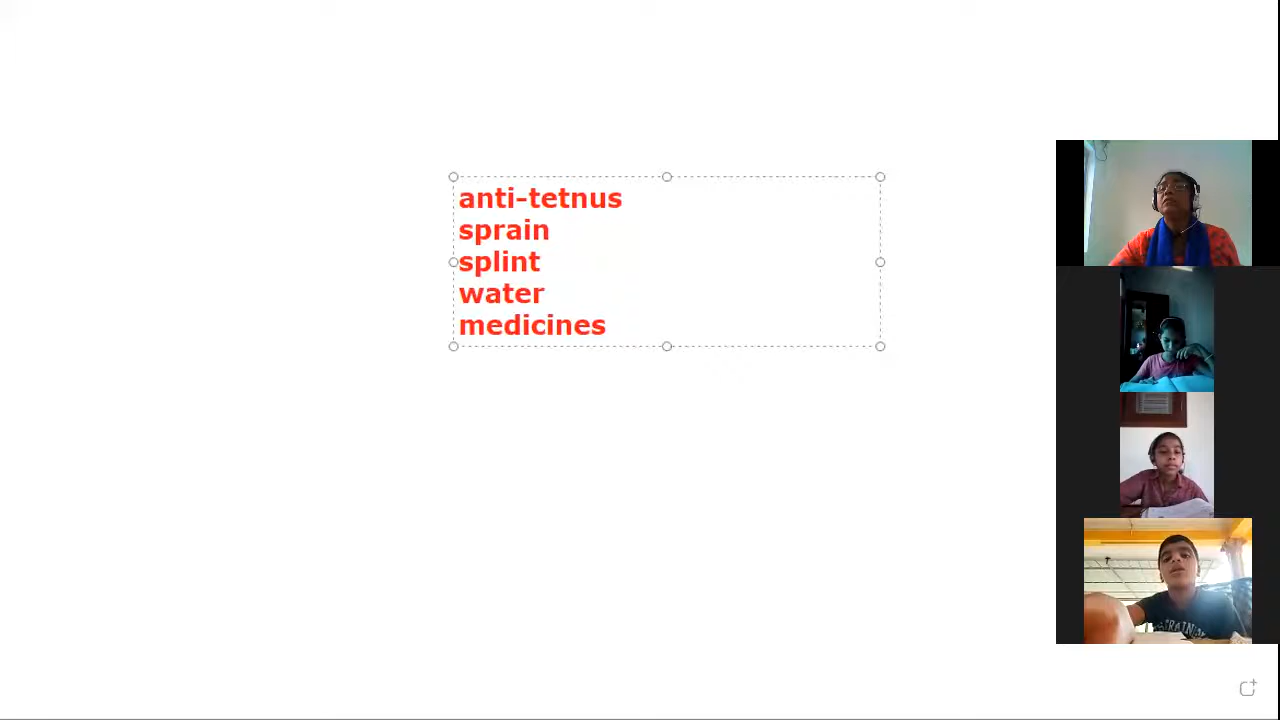 anti-tetnus
sprain
splint
water
medicines